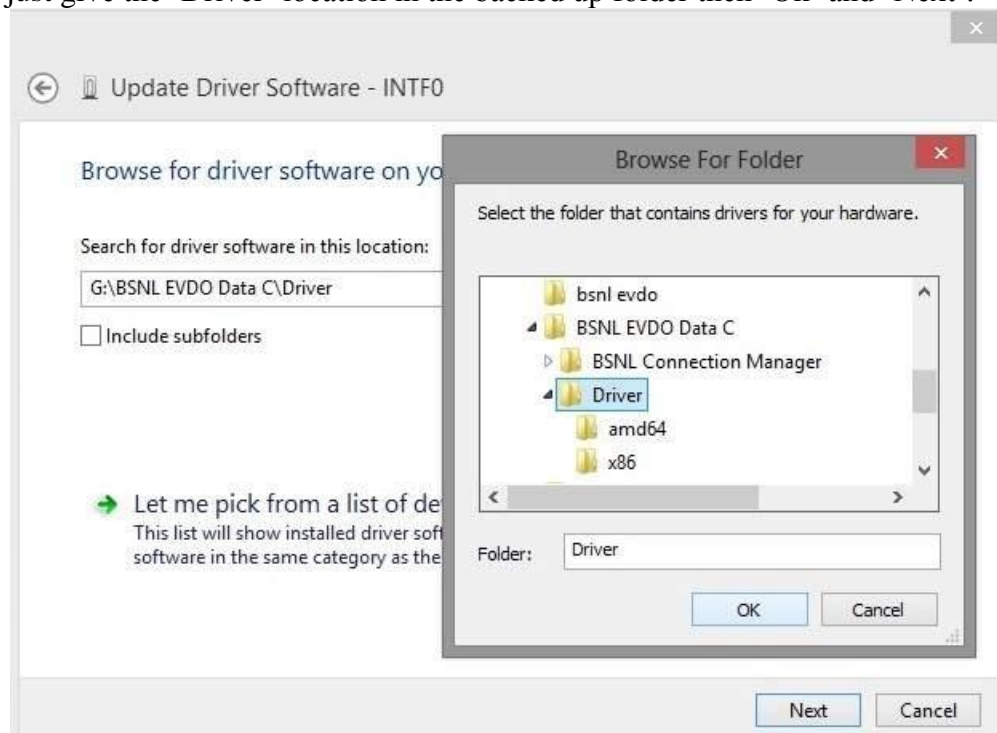 just give the "Driver" location in the backed up folder then 'Ok' and 'Next'.
Update Driver Software - INTF0
Browse for driver software on yo
Search for driver software in this location:
G:\BSNL EVDO Data C\Driver
Include subfolders
Let me pick from a list of de
This list will show installed driver soft
software in the same category as the
Browse For Folder
Select the folder that contains drivers for your hardware.
bsnl evdo
BSNL EVDO Data C
BSNL Connection Manager
Driver
amd64
x86
Folder: Driver
OK Cancel
Next Cancel